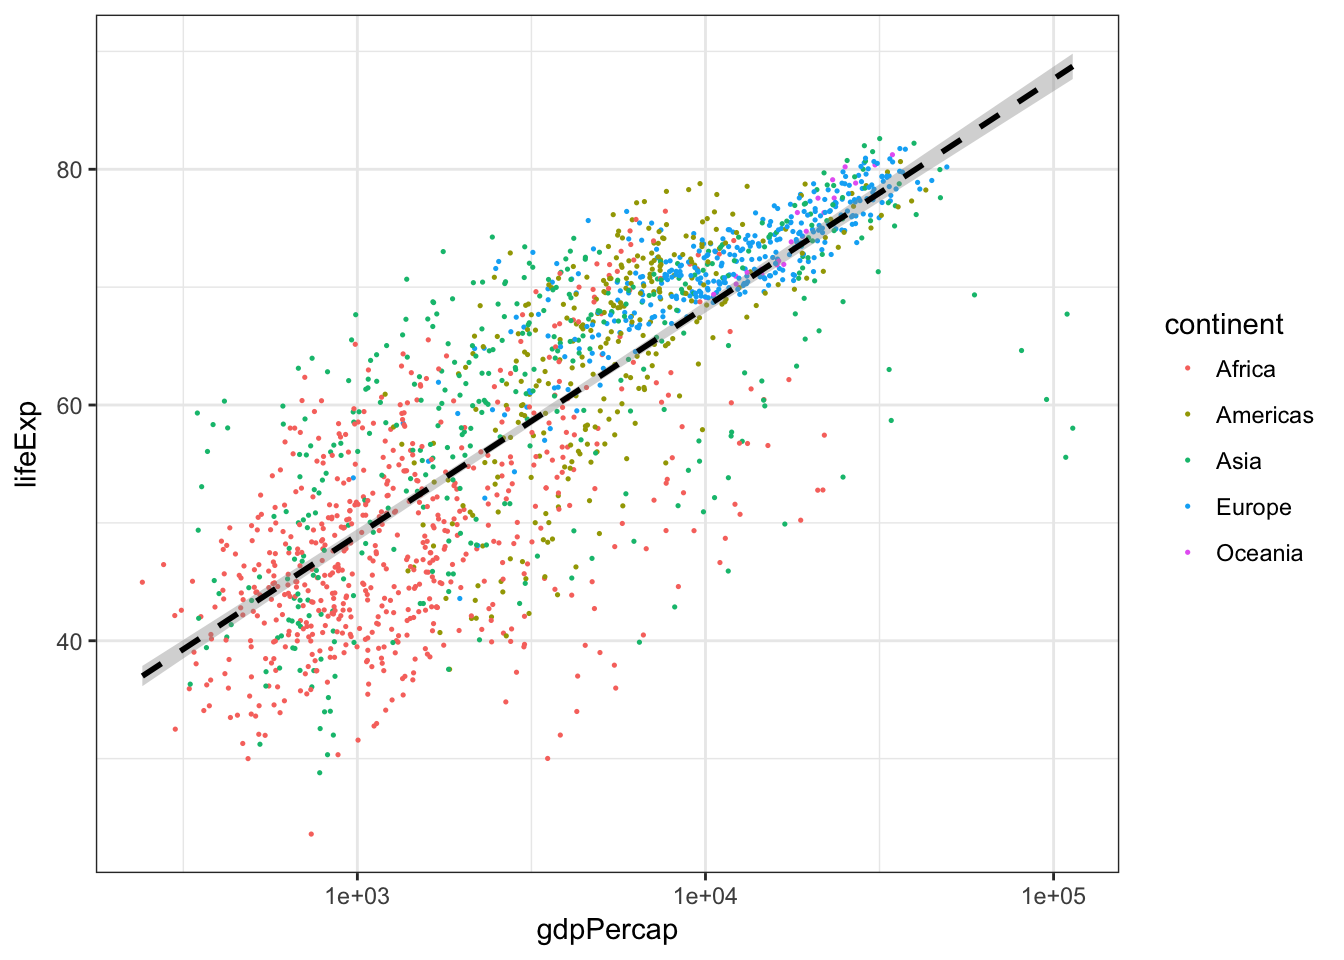 80
60
40
lifeExp
1e+03
1e+04
1e+05
gdpPercap
continent
Africa
Americas
Asia
Europe
Oceania